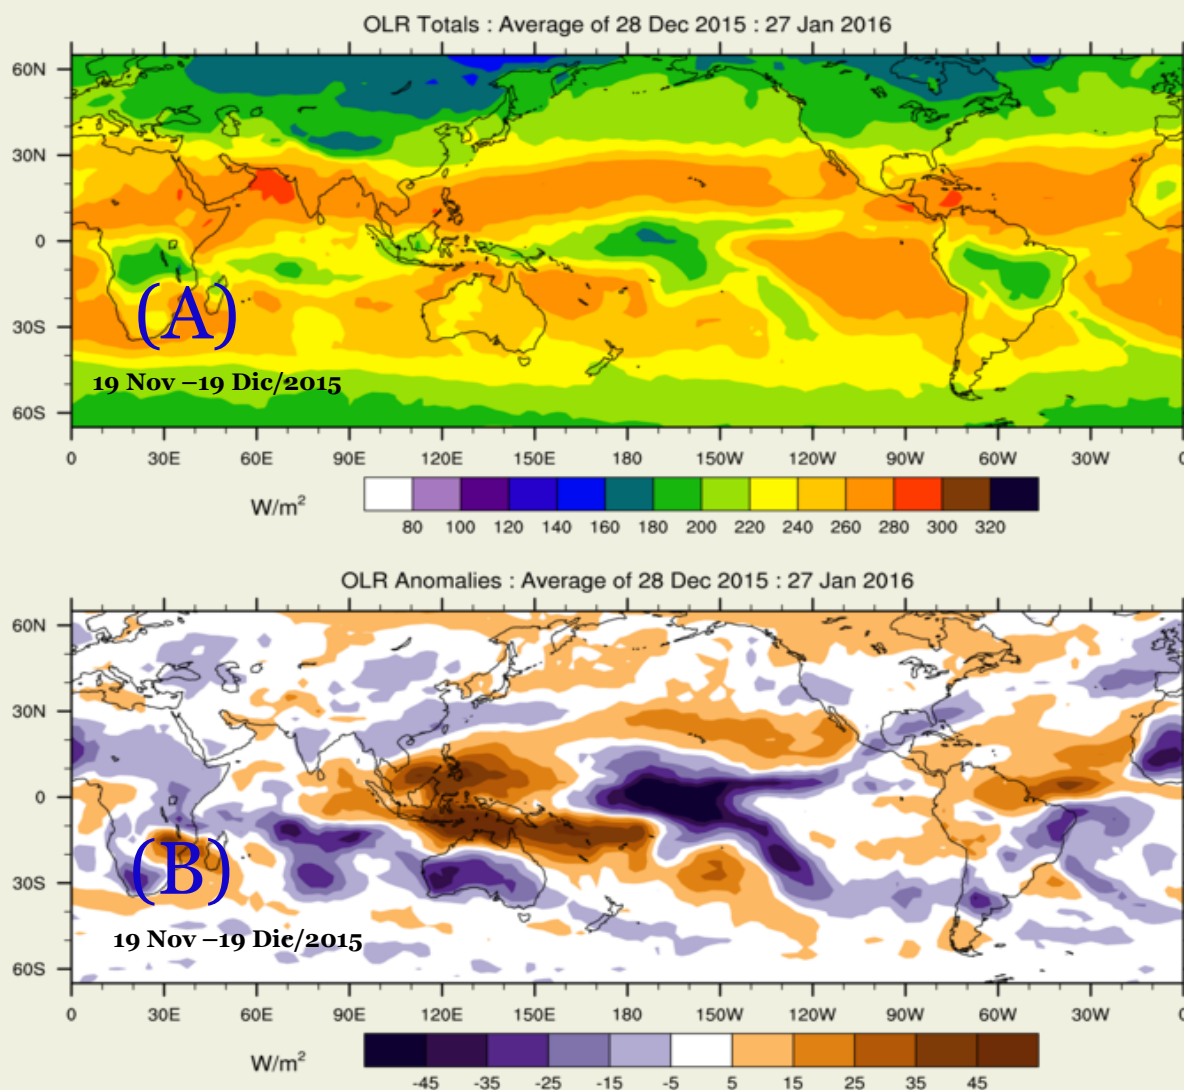 OLR Totals : Average of 28 Dec 2015 : 27 Jan 2016
60N
30N
0
30S
60S
(A)
19 Nov –19 Dic/2015
0 30E 60E 90E 120E 150E 180 150W 120W 90W 60W 30W
W/m²
80 100 120 140 160 180 200 220 240 260 280 300 320
OLR Anomalies : Average of 28 Dec 2015 : 27 Jan 2016
60N
30N
0
30S
60S
(B)
19 Nov –19 Dic/2015
0 30E 60E 90E 120E 150E 180 150W 120W 90W 60W 30W
W/m²
-45 -35 -25 -15 -5 5 15 25 35 45